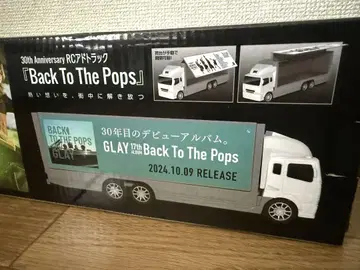 30th Anniversary RCアドトラック
『Back To The Pops』
熱い想いを、街中に解き放つ
BACK
TO THE POPS
GLAY
30年目のデビューアルバム。
GLAY 17th ALBUM Back To The Pops
2024.10.09 RELEASE